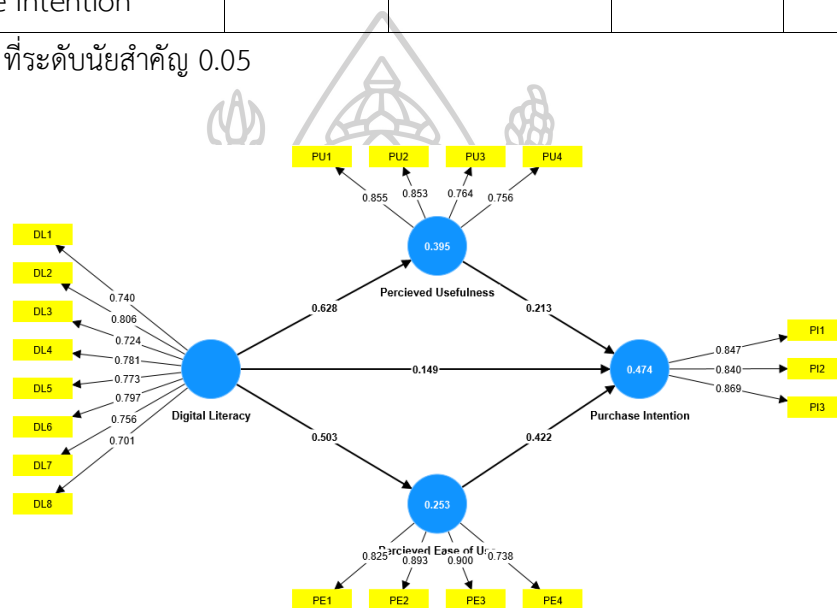 e Intention
ที่ระดับนัยสำคัญ 0.05
PU1 PU2 PU3 PU4
0.855 0.853 0.764 0.756
DL1
DL2
DL3
DL4
DL5
DL6
DL7
DL8
0.740
0.806
0.724
0.781
0.773
0.797
0.756
0.701
Digital Literacy
0.395
Percieved Usefulness
0.628
0.213
0.149
0.503
0.422
0.474
Purchase Intention
0.847
0.840
0.869
PI1
PI2
PI3
0.253
Percieved Ease of Use
0.825 0.893 0.900 0.738
PE1 PE2 PE3 PE4